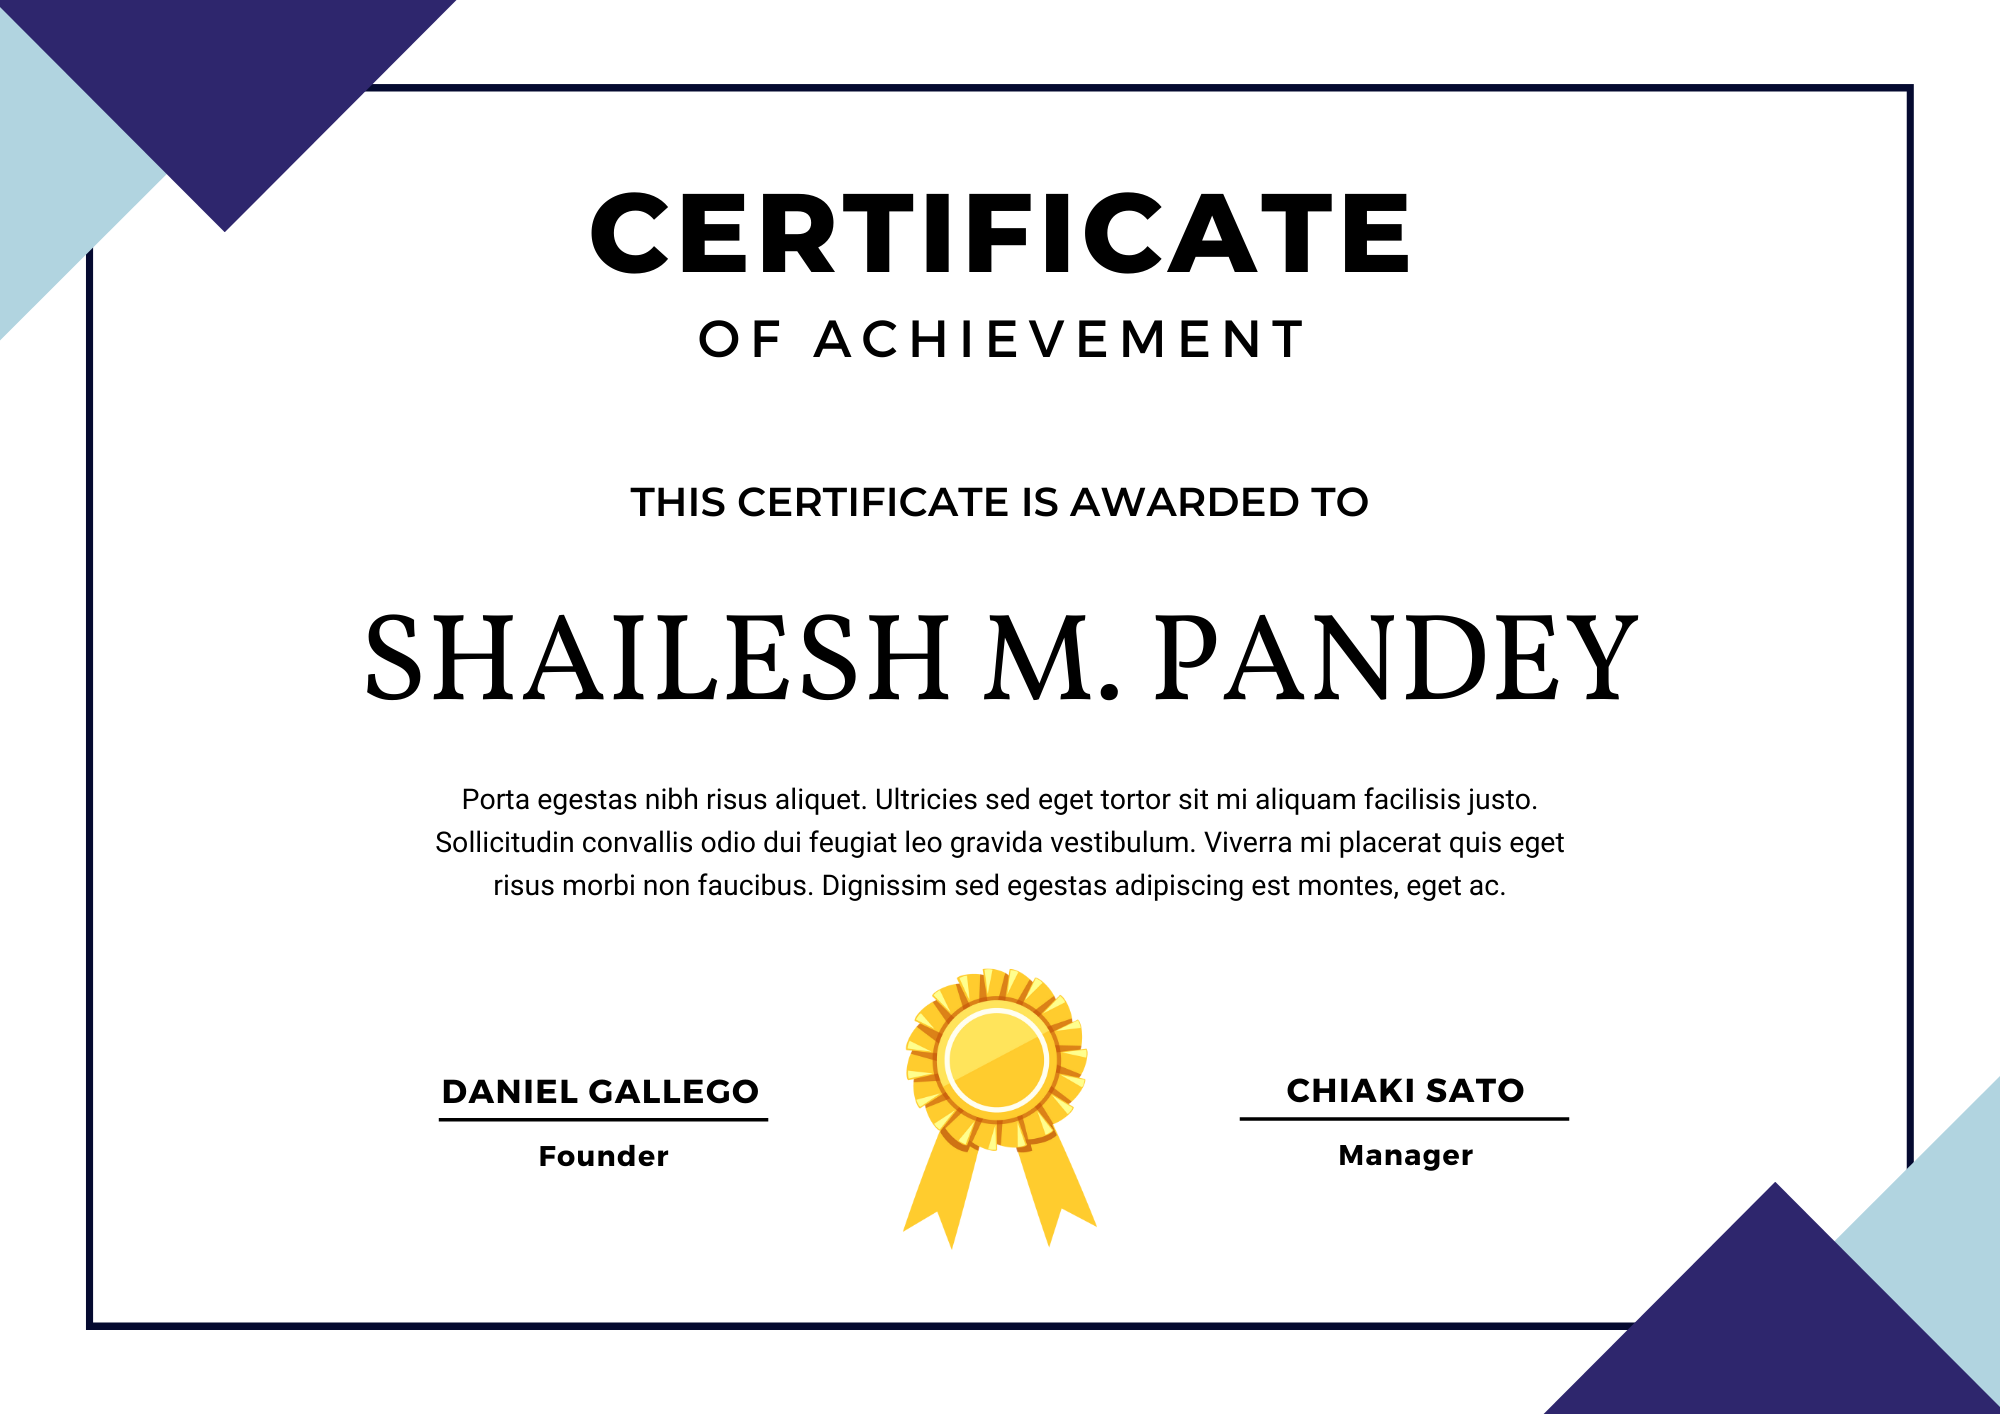 CERTIFICATE
OF ACHIEVEMENT
THIS CERTIFICATE IS AWARDED TO
SHAILESH M. PANDEY
Porta egestas nibh risus aliquet. Ultricies sed eget tortor sit mi aliquam facilisis justo.
Sollicitudin convallis odio dui feugiat leo gravida vestibulum. Viverra mi placerat quis eget
risus morbi non faucibus. Dignissim sed egestas adipiscing est montes, eget ac.
DANIEL GALLEGO
Founder
CHIAKI SATO
Manager